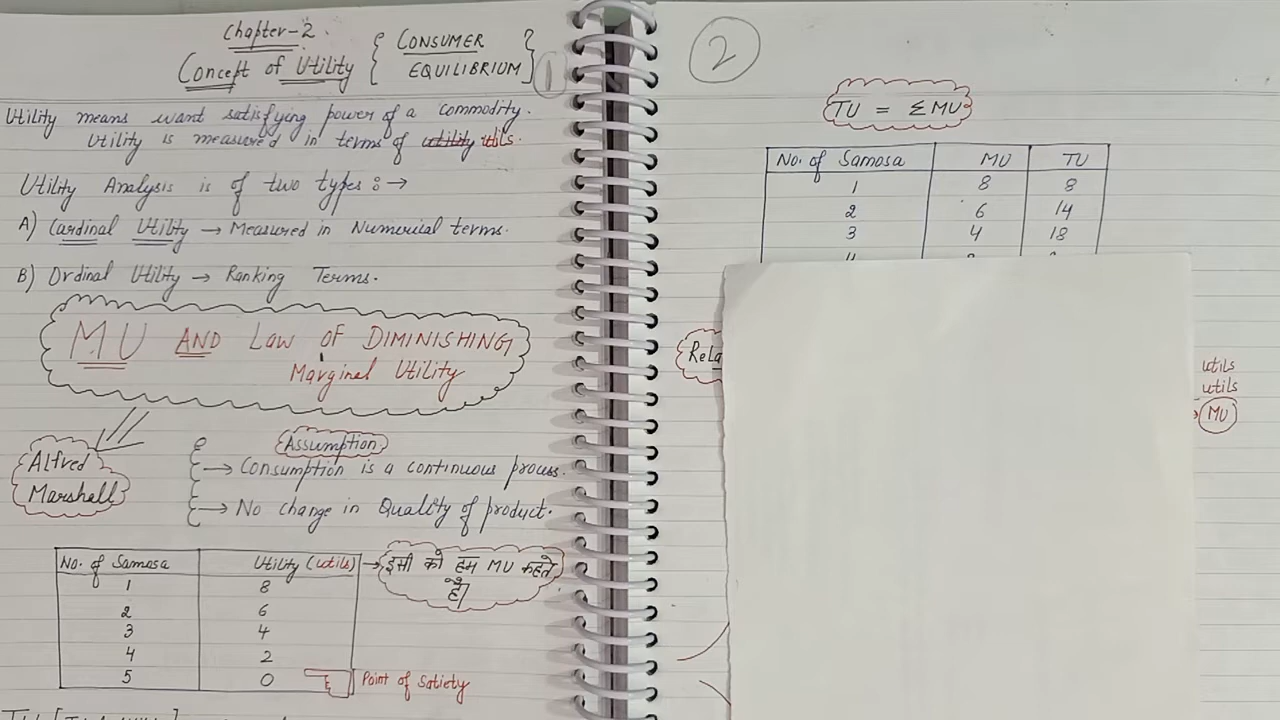 Chapter-2.
Concept of Utility { CONSUMER EQUILIBRIUM }
1
Utility means want satisfying power of a commodity.
Utility is measured in terms of utility utils.
Utility Analysis is of two types :→
A) Cardinal Utility → Measured in Numerical terms.
B) Ordinal Utility → Ranking Terms.
MU AND LAW OF DIMINISHING
Marginal Utility
Alfred
Marshall
Assumption
→ Consumption is a continuous process.
→ No change in Quality of product.
No. of Samosa Utility (utils) → इसी को हम MU कहते
है।
1 8
2 6
3 4
4 2
5 0 Point of Satiety
2
TU = ΣMU
No. of Samosa MU TU
1 8 8
2 6 14
3 4 18
Rela
utils
utils
→ MU